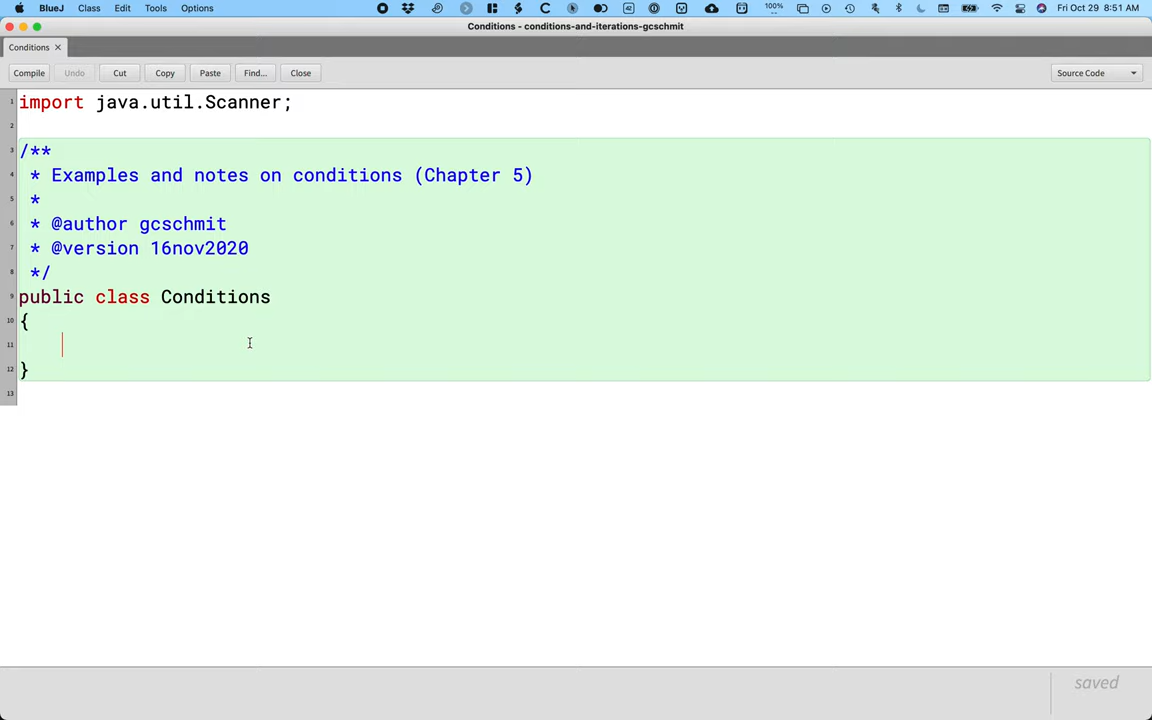 BlueJ Class Edit Tools Options 100% Fri Oct 29 8:51 AM
Conditions - conditions-and-iterations-gcschmit
Conditions ×
Compile Undo Cut Copy Paste Find... Close Source Code
1 import java.util.Scanner;
2
3 /**
4 * Examples and notes on conditions (Chapter 5)
5 *
6 * @author gcschmit
7 * @version 16nov2020
8 */
9 public class Conditions
10 {
11
12 }
13
saved